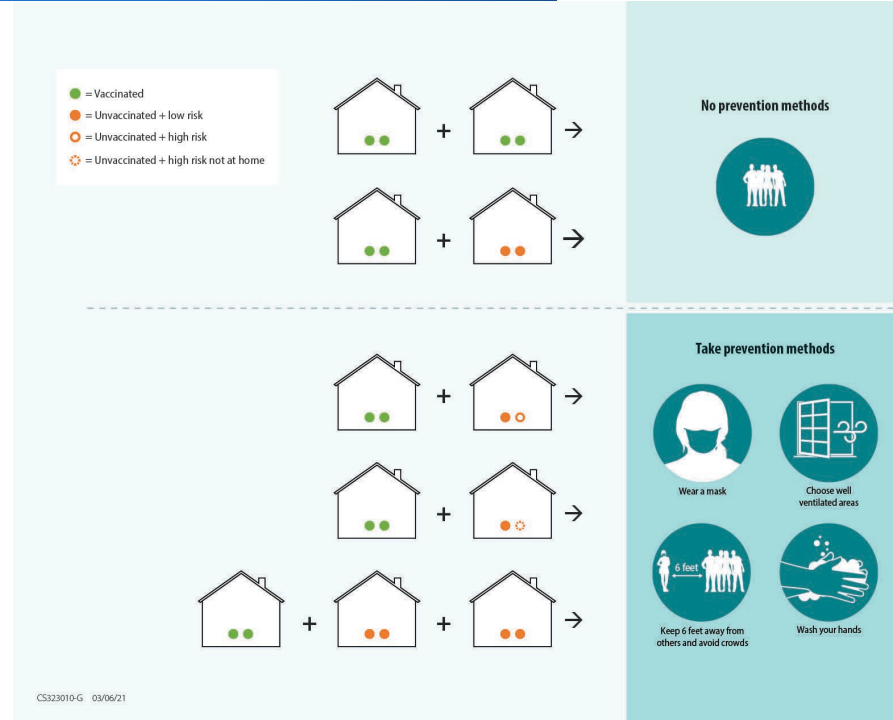 = Vaccinated
= Unvaccinated + low risk
= Unvaccinated + high risk
= Unvaccinated + high risk not at home
+
+
No prevention methods
+
+
+
+
Take prevention methods
Wear a mask
Choose well
ventilated areas
6 feet
Keep 6 feet away from
others and avoid crowds
Wash your hands
CS323010-G 03/06/21